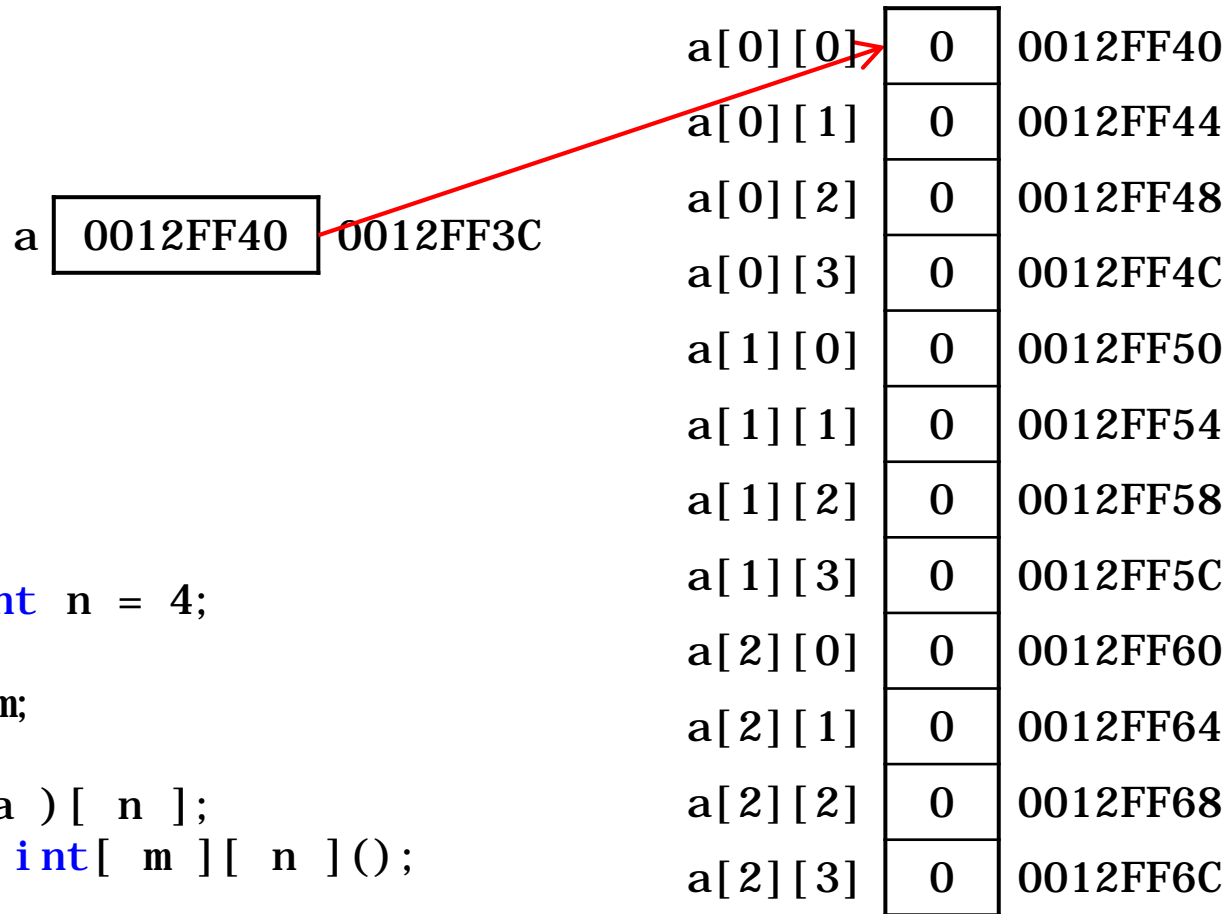 a[0][0] 0 0012FF40
a[0][1] 0 0012FF44
a[0][2] 0 0012FF48
a 0012FF40 0012FF3C
a[0][3] 0 0012FF4C
a[1][0] 0 0012FF50
a[1][1] 0 0012FF54
a[1][2] 0 0012FF58
a[1][3] 0 0012FF5C
a[2][0] 0 0012FF60
a[2][1] 0 0012FF64
a[2][2] 0 0012FF68
a[2][3] 0 0012FF6C
nt n = 4;
m;
a )[ n ];
int[ m ][ n ]();